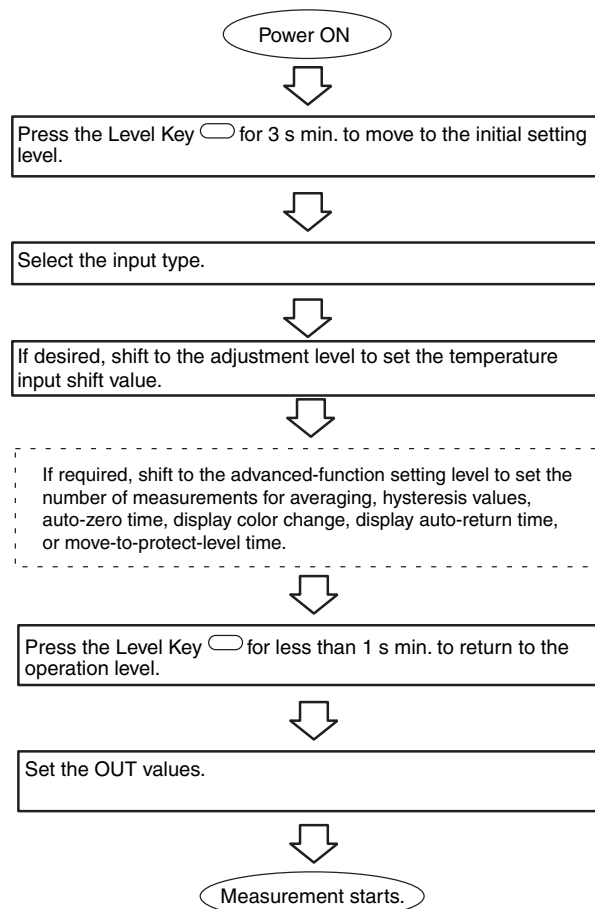 Power ON
Press the Level Key for 3 s min. to move to the initial setting
level.
Select the input type.
If desired, shift to the adjustment level to set the temperature
input shift value.
If required, shift to the advanced-function setting level to set the
number of measurements for averaging, hysteresis values,
auto-zero time, display color change, display auto-return time,
or move-to-protect-level time.
Press the Level Key for less than 1 s min. to return to the
operation level.
Set the OUT values.
Measurement starts.